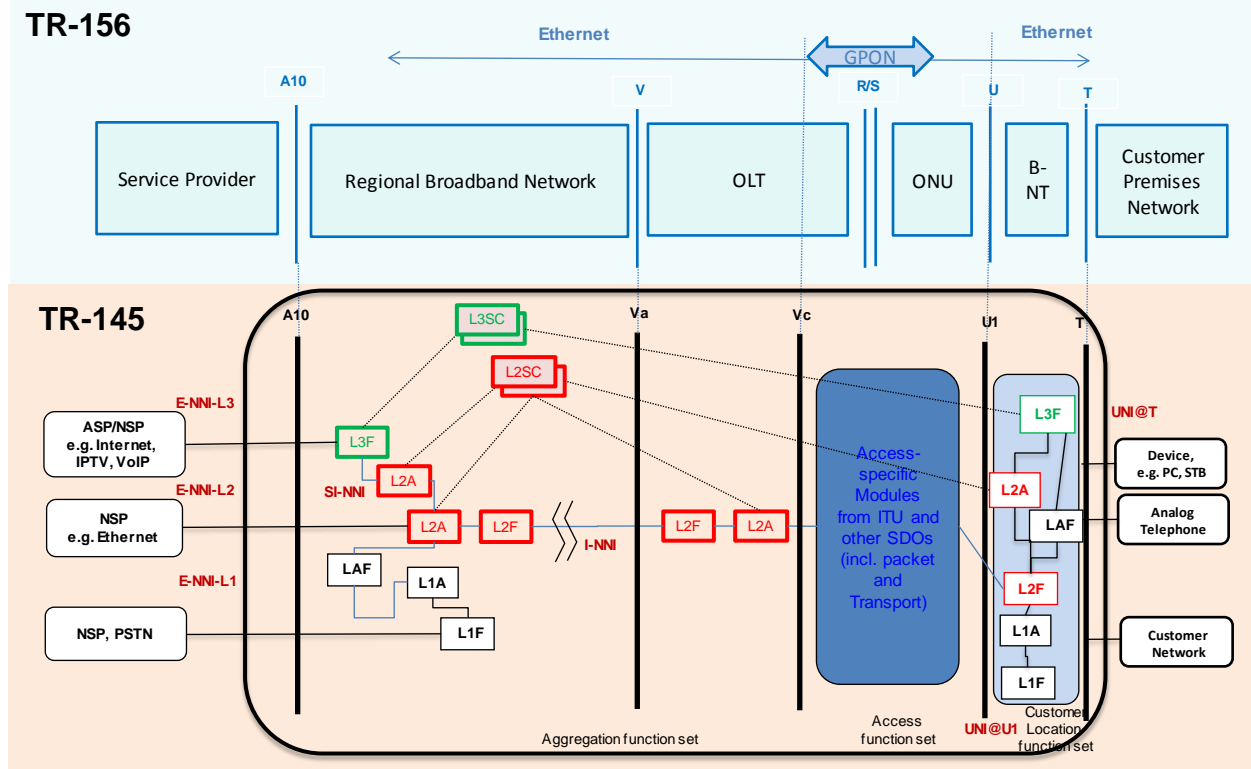 TR-156
Ethernet
Ethernet
GPON
A10
V
R/S
U
T
Service Provider
Regional Broadband Network
OLT
ONU
B-
NT
Customer
Premises
Network
TR-145
A10
Va
Vc
U1
T
L3SC
L2SC
E-NNI-L3
ASP/NSP
e.g. Internet,
IPTV, VoIP
L3F
L2A
SI-NNI
E-NNI-L2
NSP
e.g. Ethernet
L2A
L2F
I-NNI
L2F
L2A
LAF
L1A
E-NNI-L1
NSP, PSTN
L1F
Access-
specific
Modules
from ITU and
other SDOs
(incl. packet
and
Transport)
L3F
L2A
LAF
L2F
L1A
L1F
UNI@T
Device,
e.g. PC, STB
Analog
Telephone
Customer
Network
Aggregation function set
Access
function set
UNI@U1
Customer
Location
function set